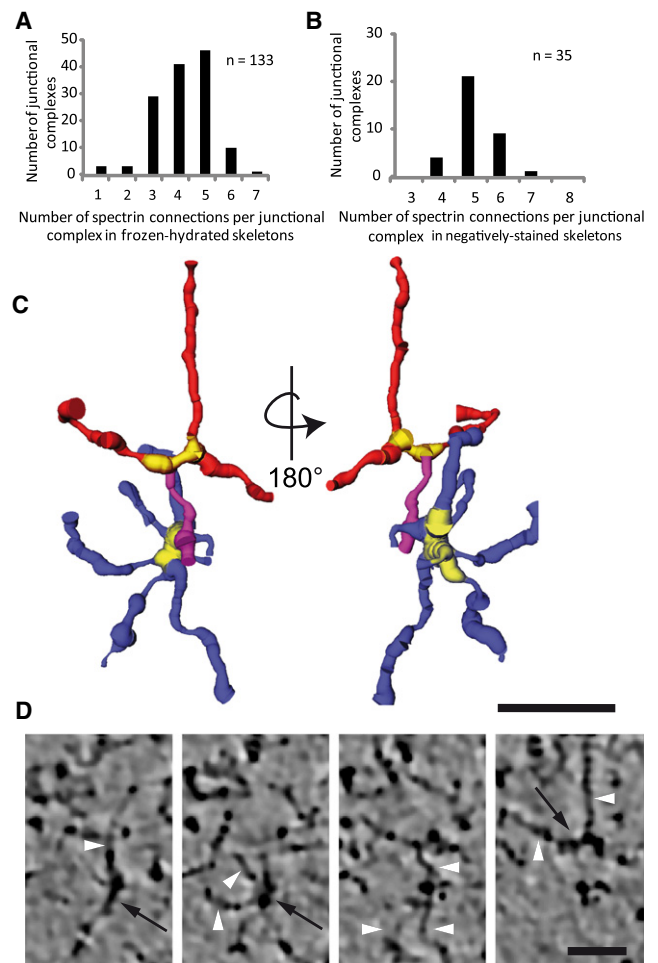 A
50
40
30
20
10
0
Number of junctional
complexes
n = 133
1 2 3 4 5 6 7
Number of spectrin connections per junctional
complex in frozen-hydrated skeletons
B
30
20
10
0
Number of junctional
complexes
n = 35
3 4 5 6 7 8
Number of spectrin connections per junctional
complex in negatively-stained skeletons
C
180°
D